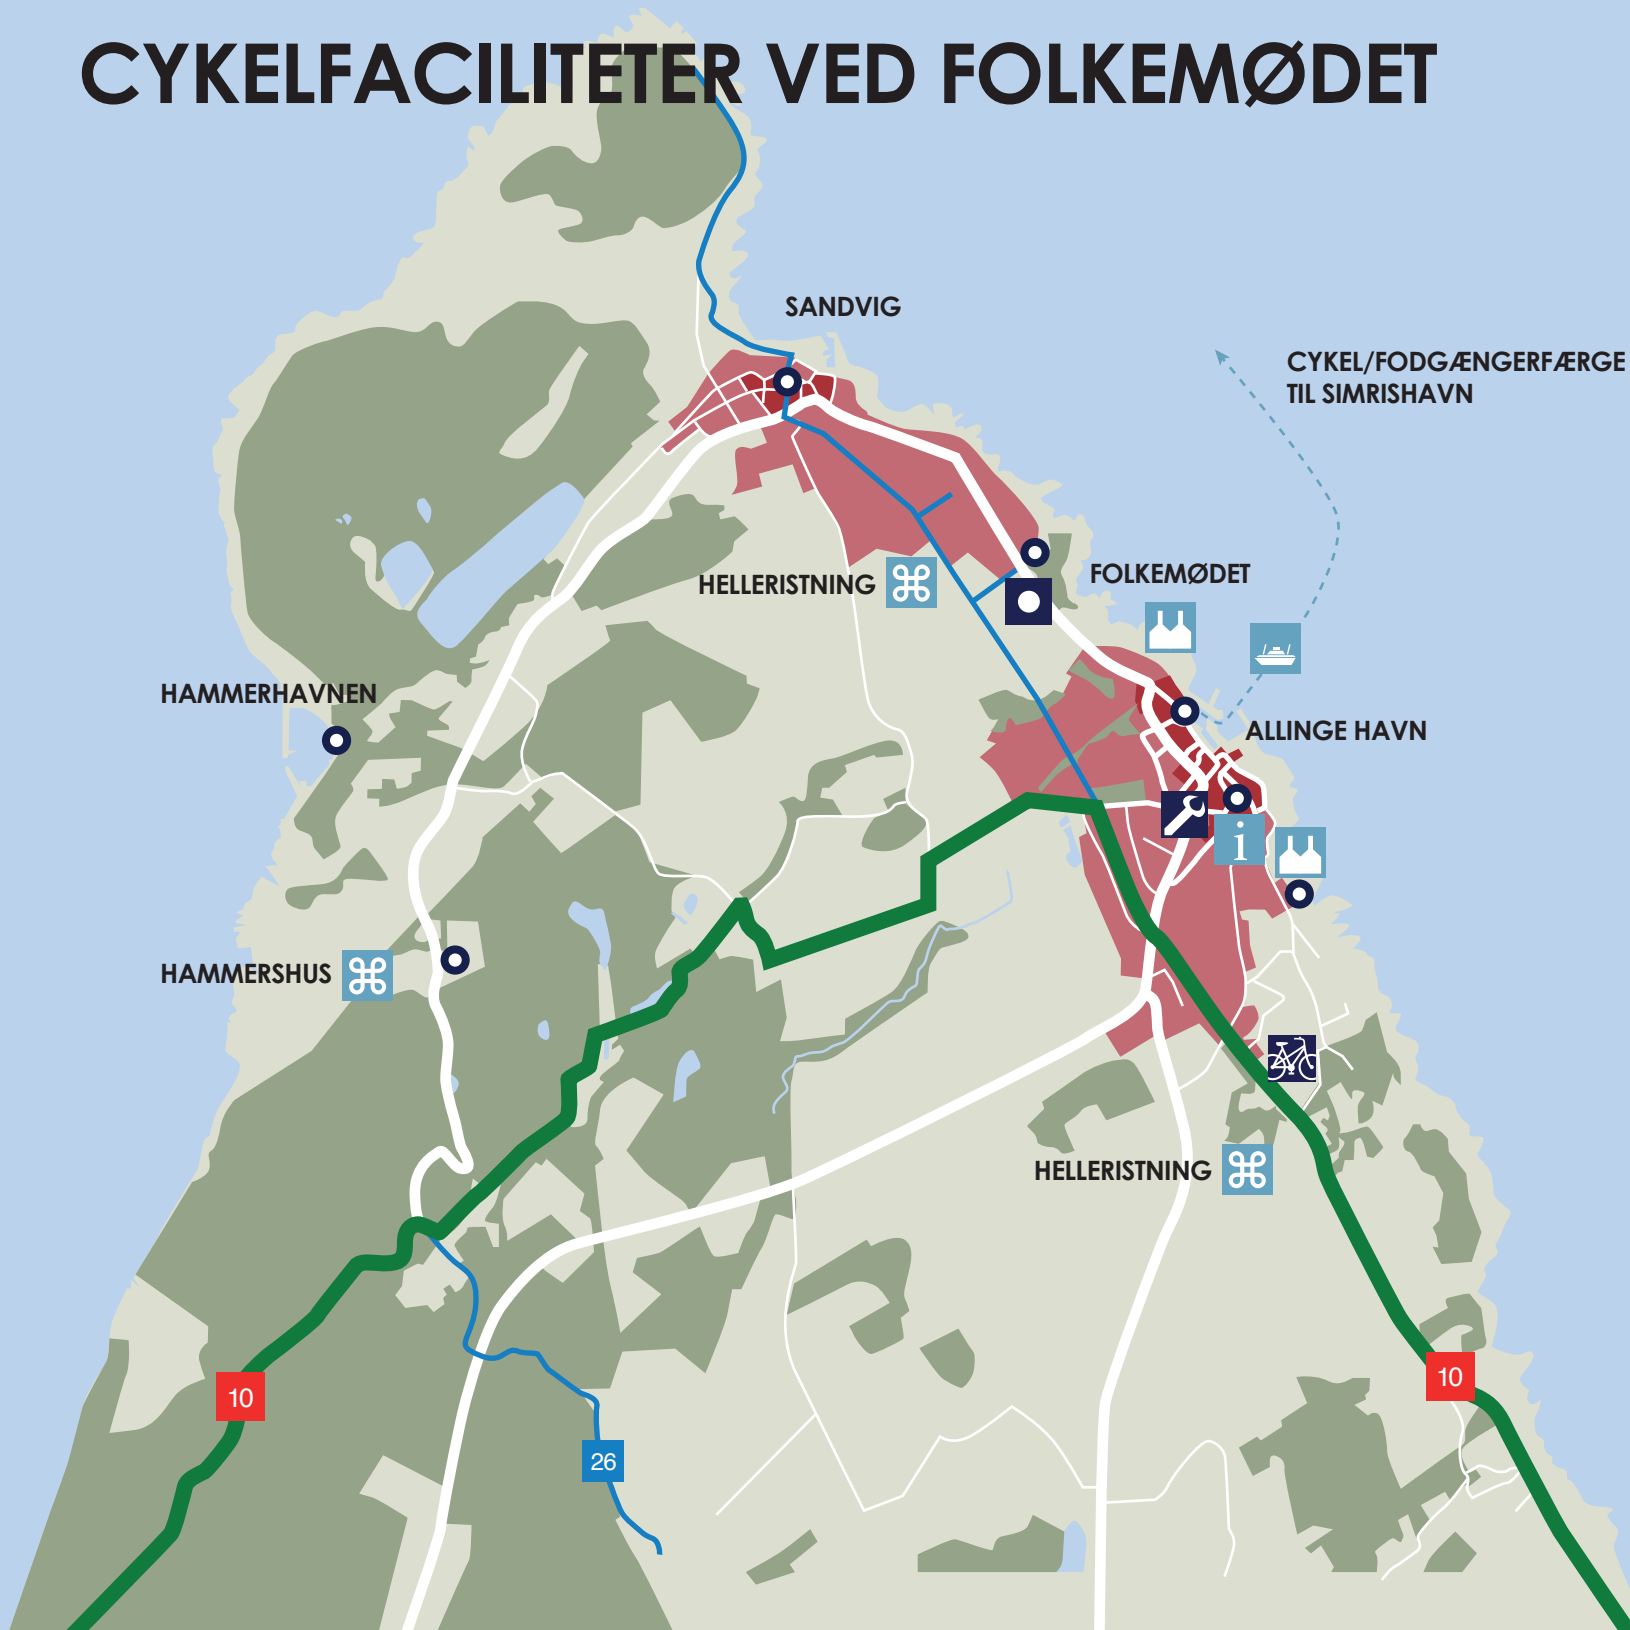 CYKELFACILITETER VED FOLKEMØDET
SANDVIG
CYKEL/FODGÆNGERFÆRGE
TIL SIMRISHAVN
HELLERISTNING
FOLKEMØDET
HAMMERHAVNEN
ALLINGE HAVN
i
HAMMERSHUS
HELLERISTNING
10
10
26